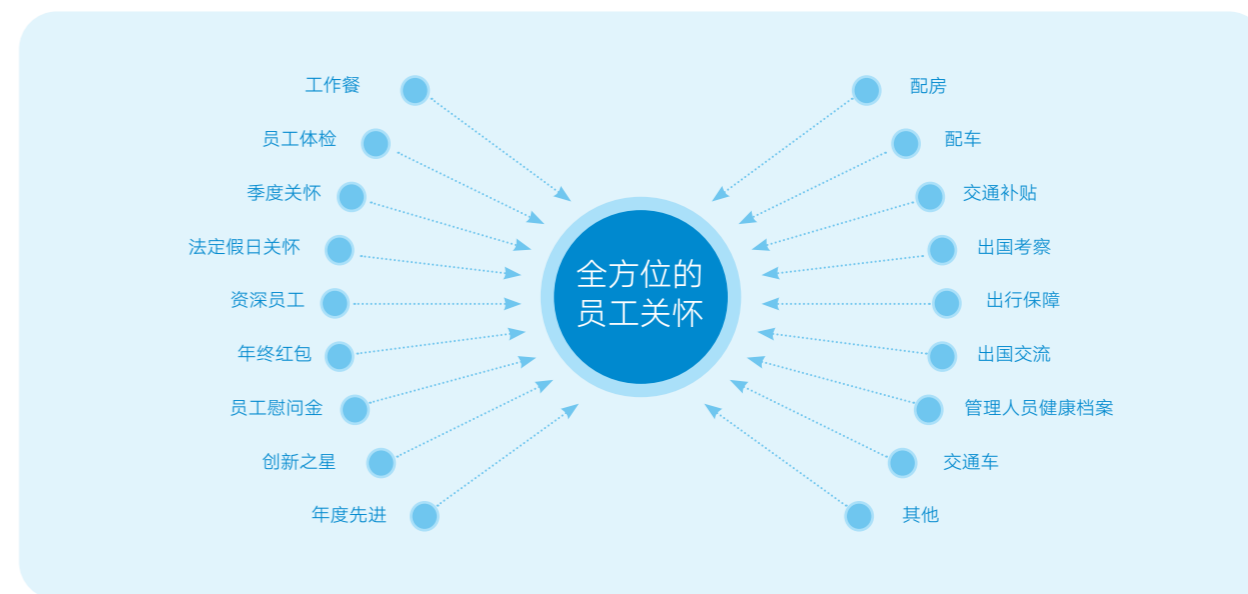 工作餐
员工体检
季度关怀
法定假日关怀
资深员工
年终红包
员工慰问金
创新之星
年度先进
全方位的
员工关怀
配房
配车
交通补贴
出国考察
出行保障
出国交流
管理人员健康档案
交通车
其他